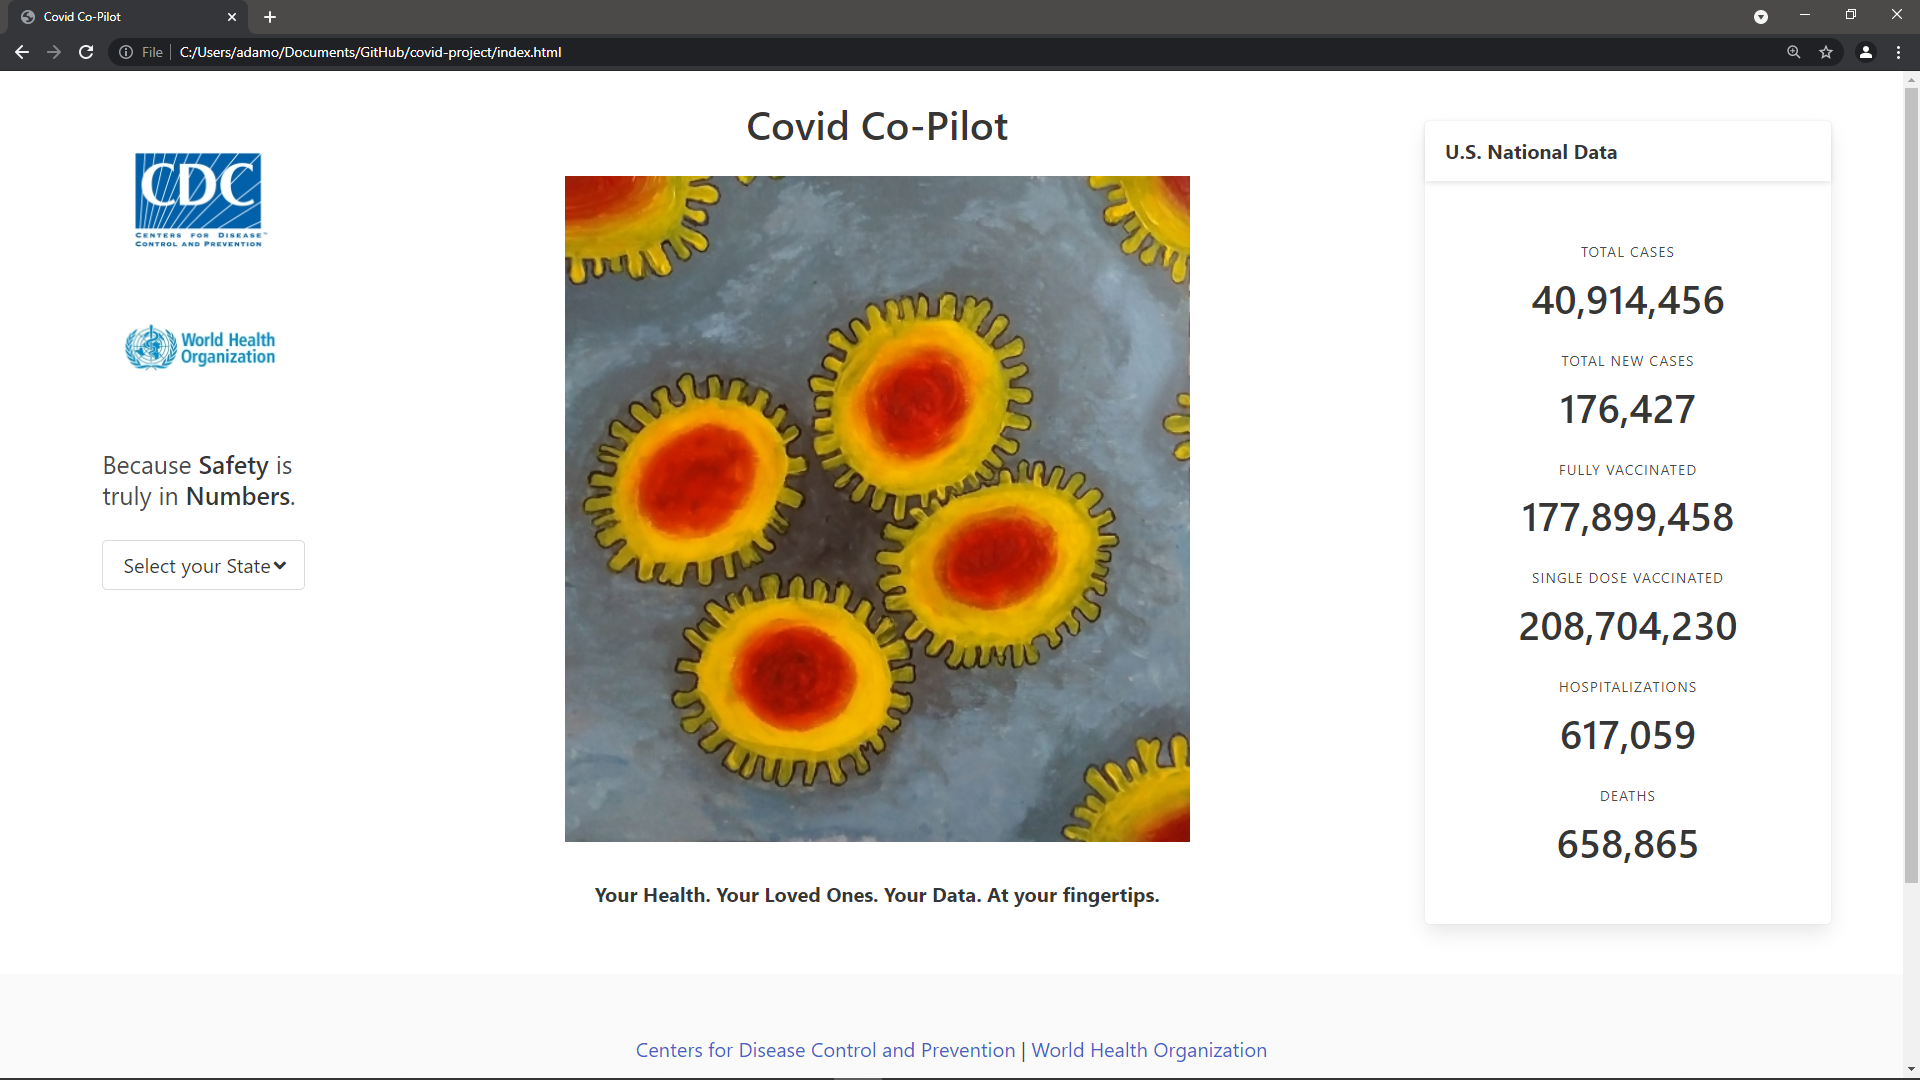 Covid Co-Pilot
File
C:/Users/adamo/Documents/GitHub/covid-project/index.html
CDC
CENTERS FOR DISEASE™
CONTROL AND PREVENTION
World Health
Organization
Because Safety is
truly in Numbers.
Select your State
Covid Co-Pilot
Your Health. Your Loved Ones. Your Data. At your fingertips.
U.S. National Data
TOTAL CASES
40,914,456
TOTAL NEW CASES
176,427
FULLY VACCINATED
177,899,458
SINGLE DOSE VACCINATED
208,704,230
HOSPITALIZATIONS
617,059
DEATHS
658,865
Centers for Disease Control and Prevention | World Health Organization